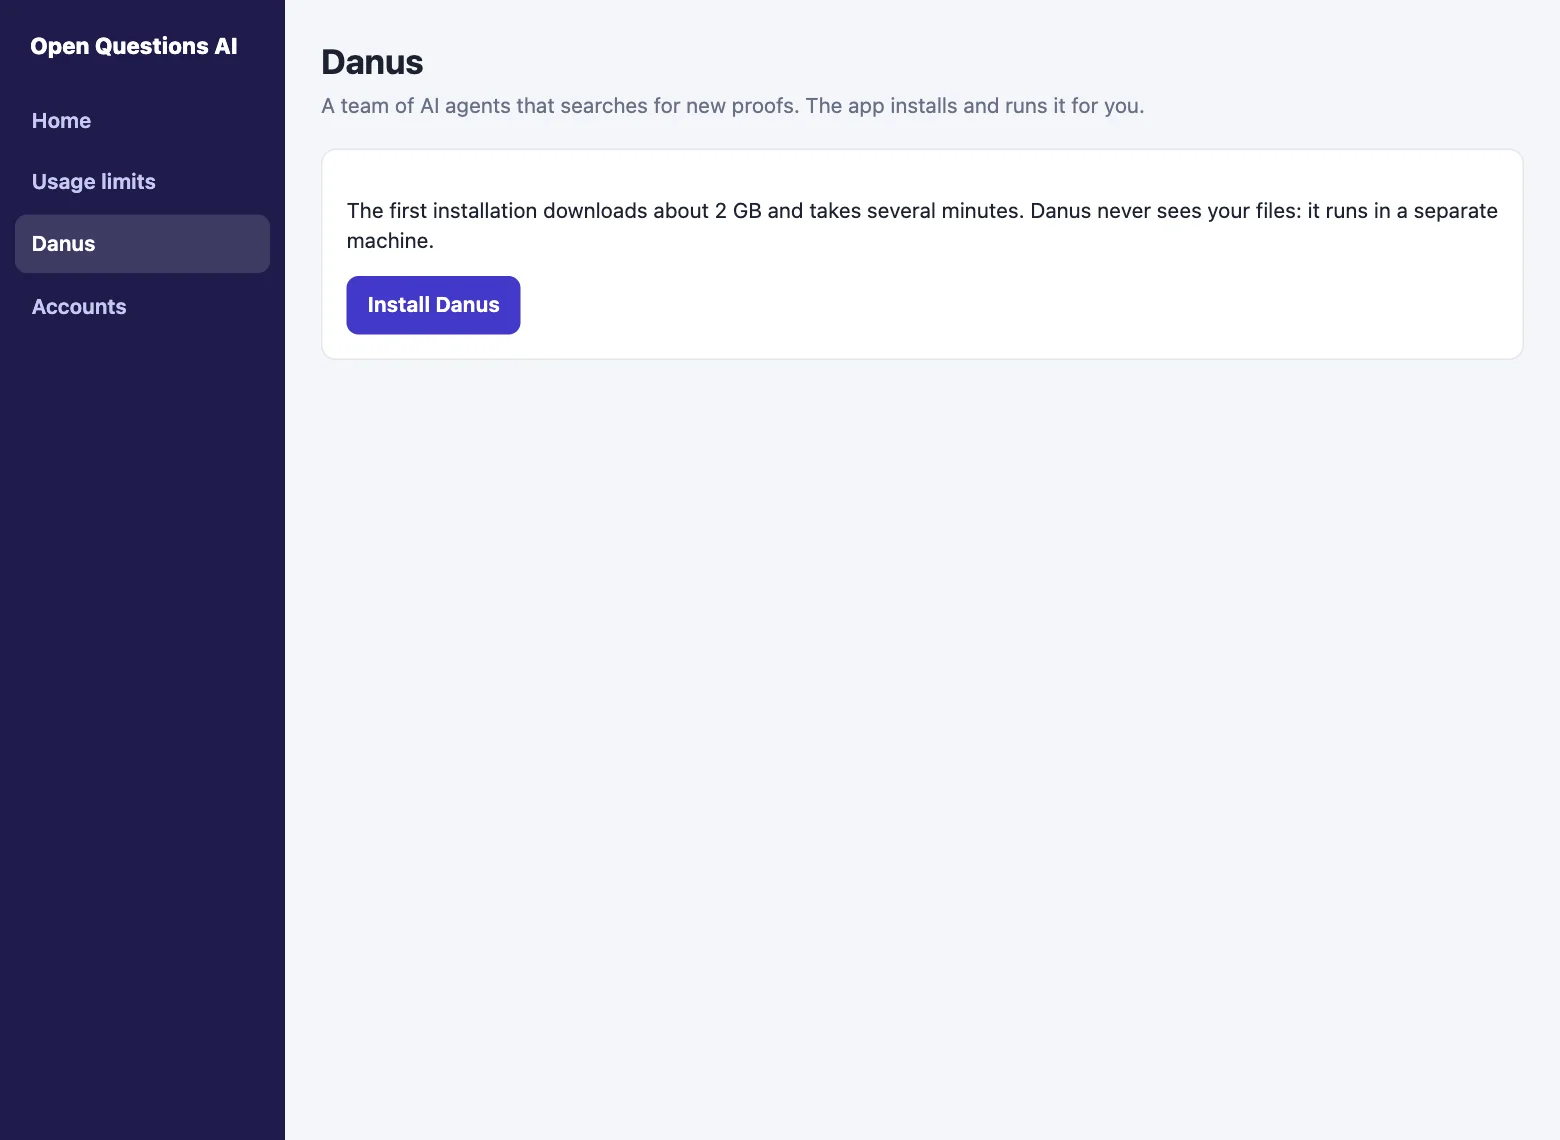 Open Questions AI
Home
Usage limits
Danus
Accounts
Danus
A team of AI agents that searches for new proofs. The app installs and runs it for you.
The first installation downloads about 2 GB and takes several minutes. Danus never sees your files: it runs in a separate
machine.
Install Danus